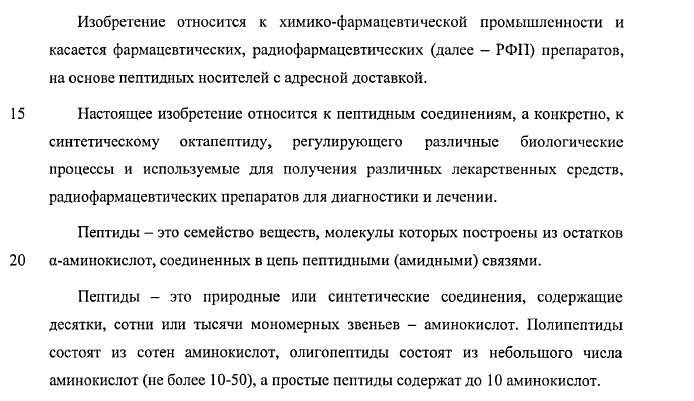 Изобретение относится к химико-фармацевтической промышленности и
касается фармацевтических, радиофармацевтических (далее – РФП) препаратов,
на основе пептидных носителей с адресной доставкой.
15 Настоящее изобретение относится к пептидным соединениям, а конкретно, к
синтетическому октапептиду, регулирующего различные биологические
процессы и используемые для получения различных лекарственных средств,
радиофармацевтических препаратов для диагностики и лечении.
Пептиды – это семейство веществ, молекулы которых построены из остатков
20 α-аминокислот, соединенных в цепь пептидными (амидными) связями.
Пептиды – это природные или синтетические соединения, содержащие
десятки, сотни или тысячи мономерных звеньев – аминокислот. Полипептиды
состоят из сотен аминокислот, олигопептиды состоят из небольшого числа
аминокислот (не более 10-50), а простые пептиды содержат до 10 аминокислот.